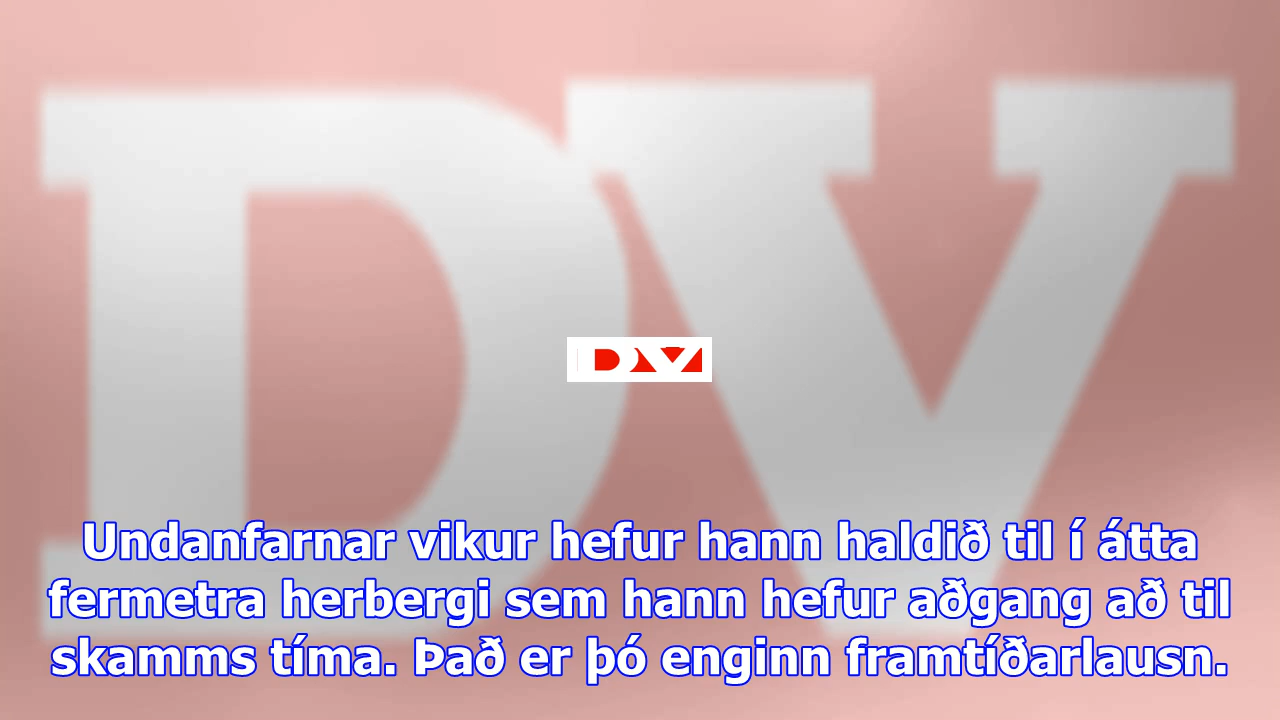 DV
DV
Undanfarnar vikur hefur hann haldið til í átta
fermetra herbergi sem hann hefur aðgang að til
skamms tíma. Það er þó enginn framtíðarlausn.